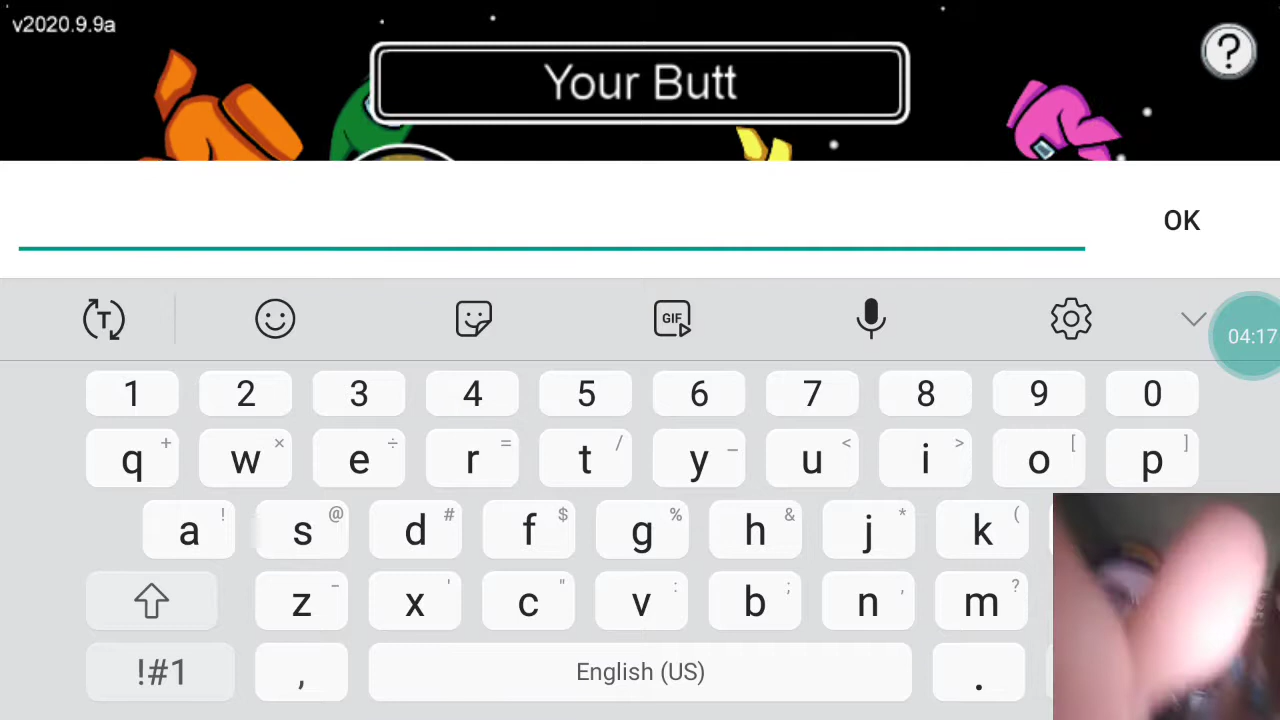 v2020.9.9a
Your Butt
?
OK
T GIF
04:17
1 2 3 4 5 6 7 8 9 0
q + w × e ÷ r = t / y _ u < i > o [ p ]
a ! s @ d # f $ g % h & j * k (
z - x ' c " v : b ; n , m ?
!#1 , English (US) .